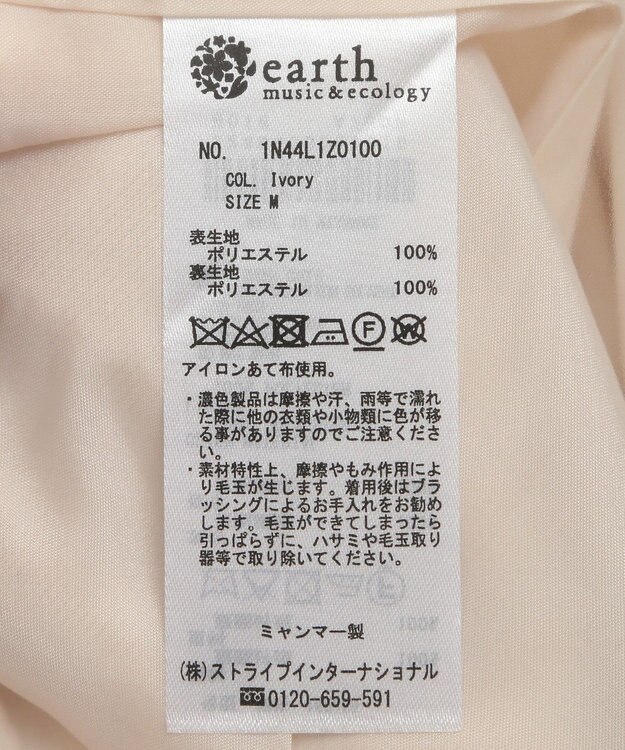 earth
music&ecology
NO. 1N44L1Z0100
COL. Ivory
SIZE M
表生地
ポリエステル 100%
裏生地
ポリエステル 100%
F
W
アイロンあて布使用。
・濃色製品は摩擦や汗、雨等で濡れ
た際に他の衣類や小物類に色が移
る事がありますのでご注意くださ
い。
・素材特性上、摩擦やもみ作用によ
り毛玉が生じます。着用後はブラ
ッシングによるお手入れをお勧め
します。毛玉ができてしまったら
引っぱらずに、ハサミや毛玉取り
器等で取り除いてください。
ミャンマー製
(株)ストライプインターナショナル
0120-659-591